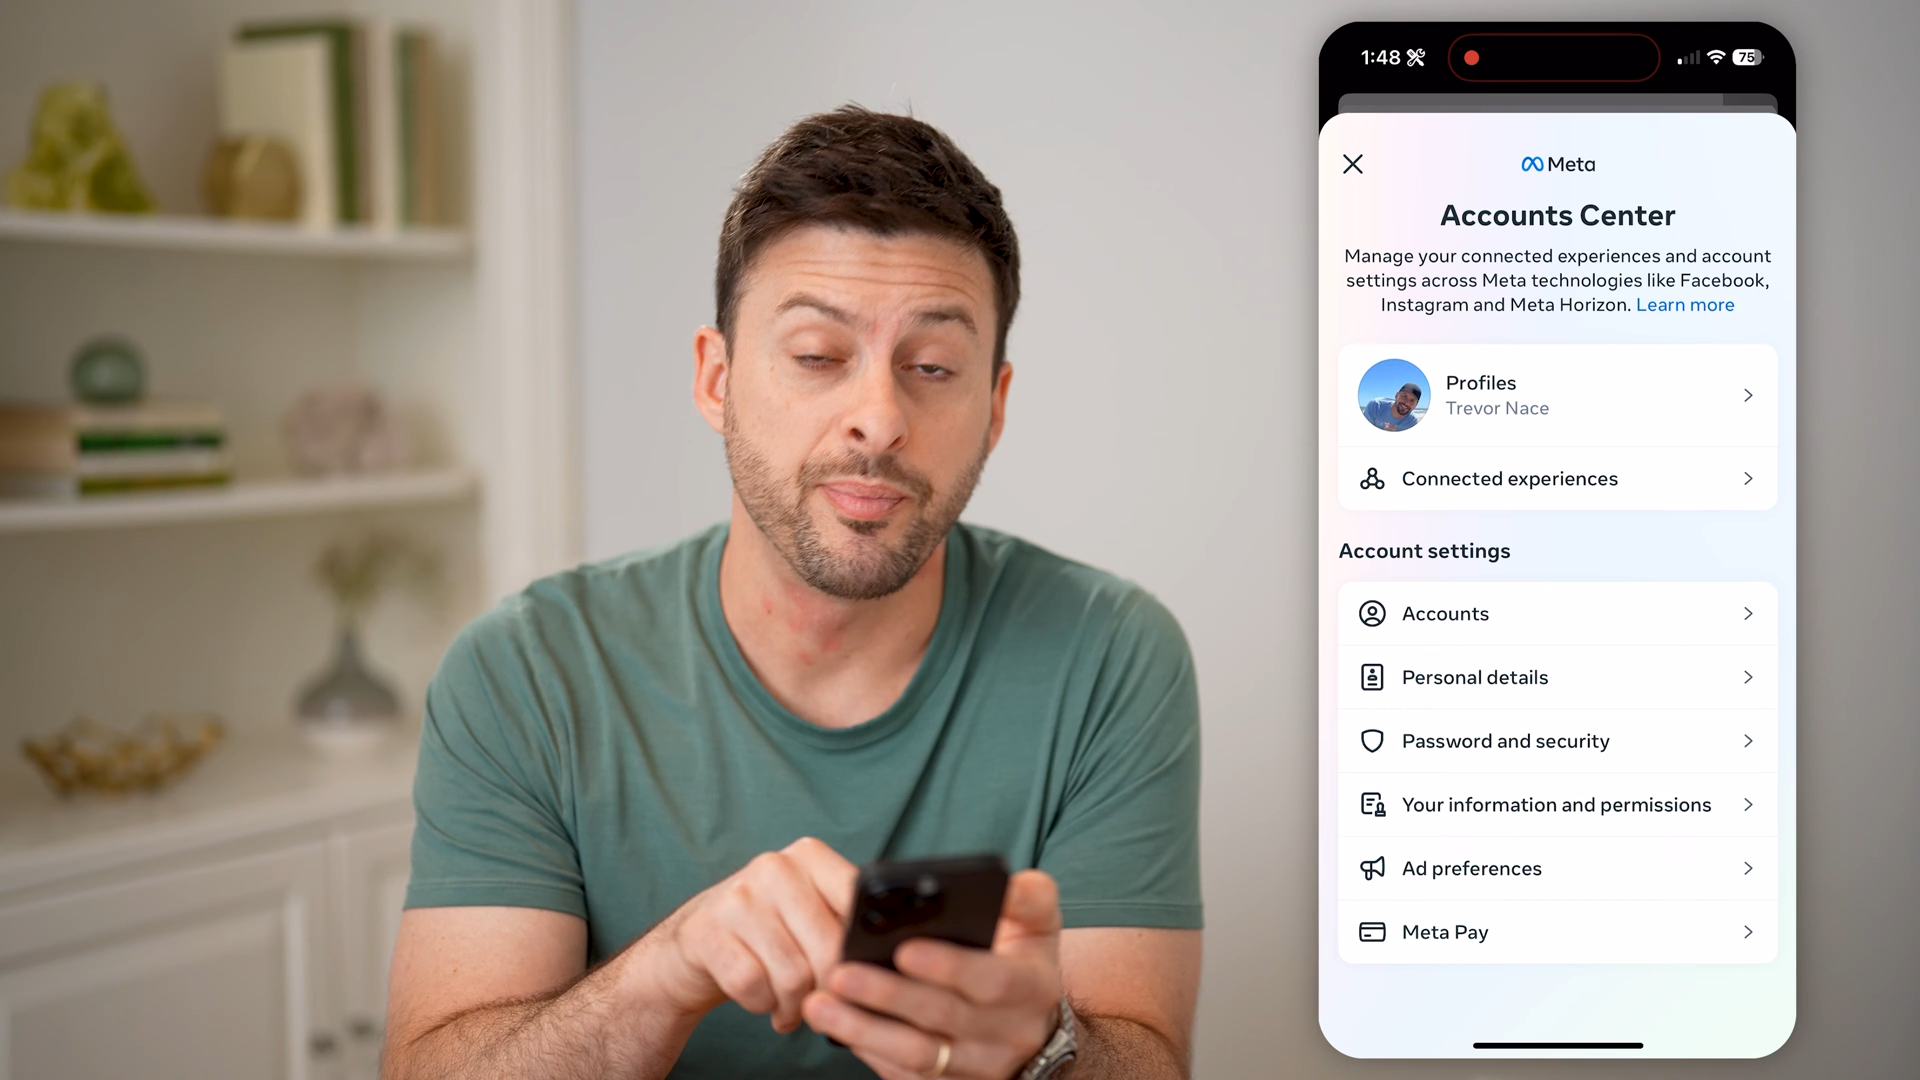 1:48
75
Meta
Accounts Center
Manage your connected experiences and account
settings across Meta technologies like Facebook,
Instagram and Meta Horizon. Learn more
Profiles
Trevor Nace
Connected experiences
Account settings
Accounts
Personal details
Password and security
Your information and permissions
Ad preferences
Meta Pay